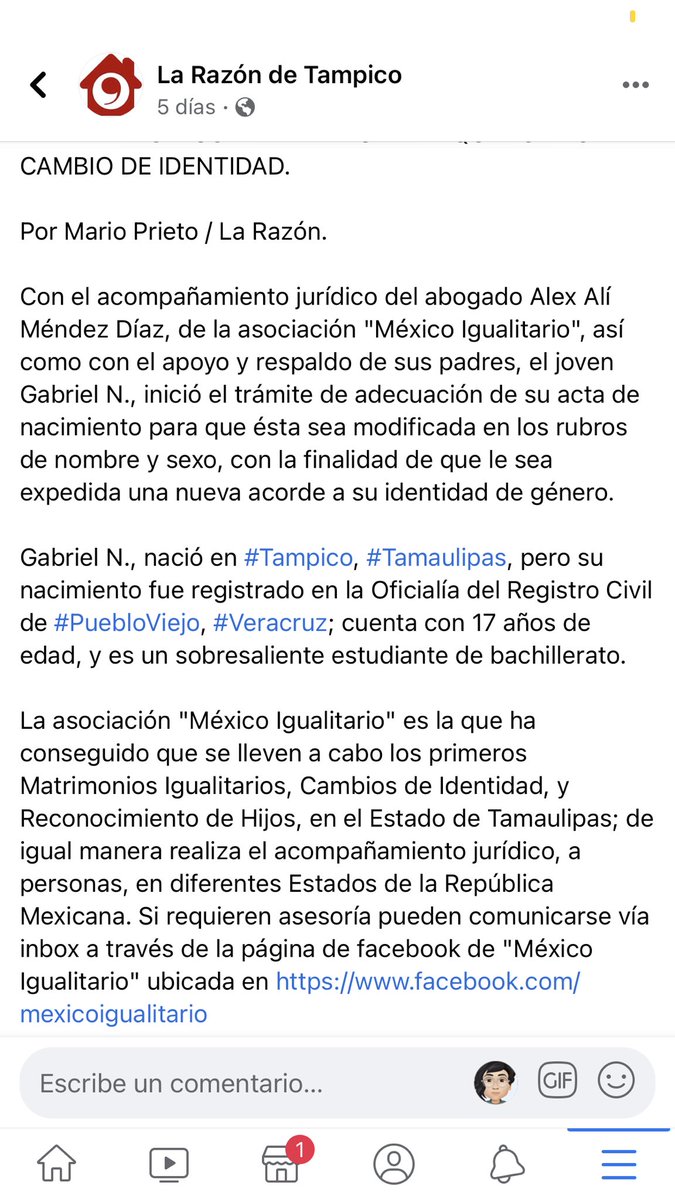 La Razón de Tampico
5 días ·
CAMBIO DE IDENTIDAD.
Por Mario Prieto / La Razón.
Con el acompañamiento jurídico del abogado Alex Alí
Méndez Díaz, de la asociación "México Igualitario", así
como con el apoyo y respaldo de sus padres, el joven
Gabriel N., inició el trámite de adecuación de su acta de
nacimiento para que ésta sea modificada en los rubros
de nombre y sexo, con la finalidad de que le sea
expedida una nueva acorde a su identidad de género.
Gabriel N., nació en #Tampico, #Tamaulipas, pero su
nacimiento fue registrado en la Oficialía del Registro Civil
de #PuebloViejo, #Veracruz; cuenta con 17 años de
edad, y es un sobresaliente estudiante de bachillerato.
La asociación "México Igualitario" es la que ha
conseguido que se lleven a cabo los primeros
Matrimonios Igualitarios, Cambios de Identidad, y
Reconocimiento de Hijos, en el Estado de Tamaulipas; de
igual manera realiza el acompañamiento jurídico, a
personas, en diferentes Estados de la República
Mexicana. Si requieren asesoría pueden comunicarse vía
inbox a través de la página de facebook de "México
Igualitario" ubicada en https://www.facebook.com/
mexicoigualitario
Escribe un comentario...
GIF
1